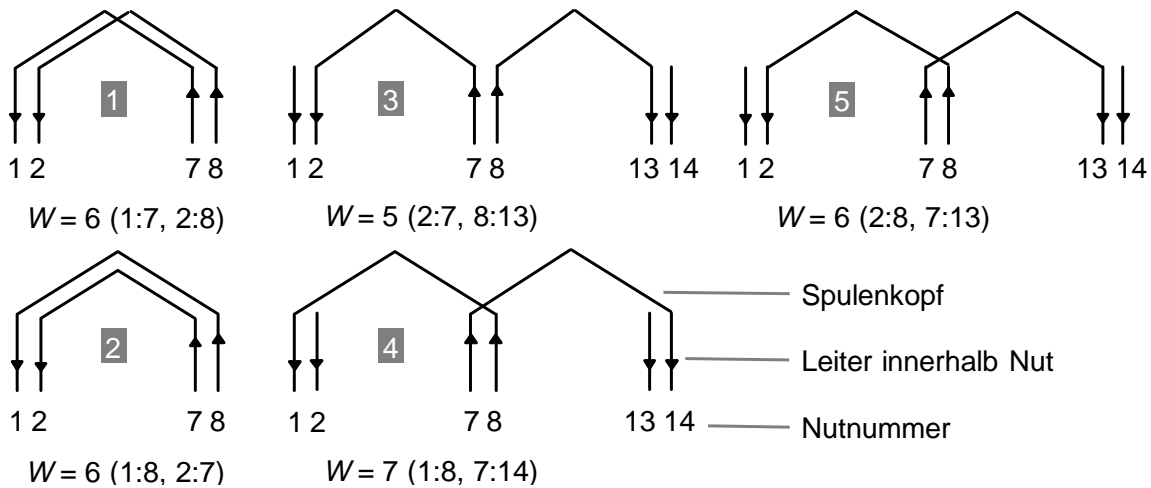 1 3 5
1 2 7 8 1 2 7 8 13 14 1 2 7 8 13 14
W = 6 (1:7, 2:8) W = 5 (2:7, 8:13) W = 6 (2:8, 7:13)
Spulenkopf
2 4
Leiter innerhalb Nut
1 2 7 8 1 2 7 8 13 14 Nutnummer
W = 6 (1:8, 2:7) W = 7 (1:8, 7:14)